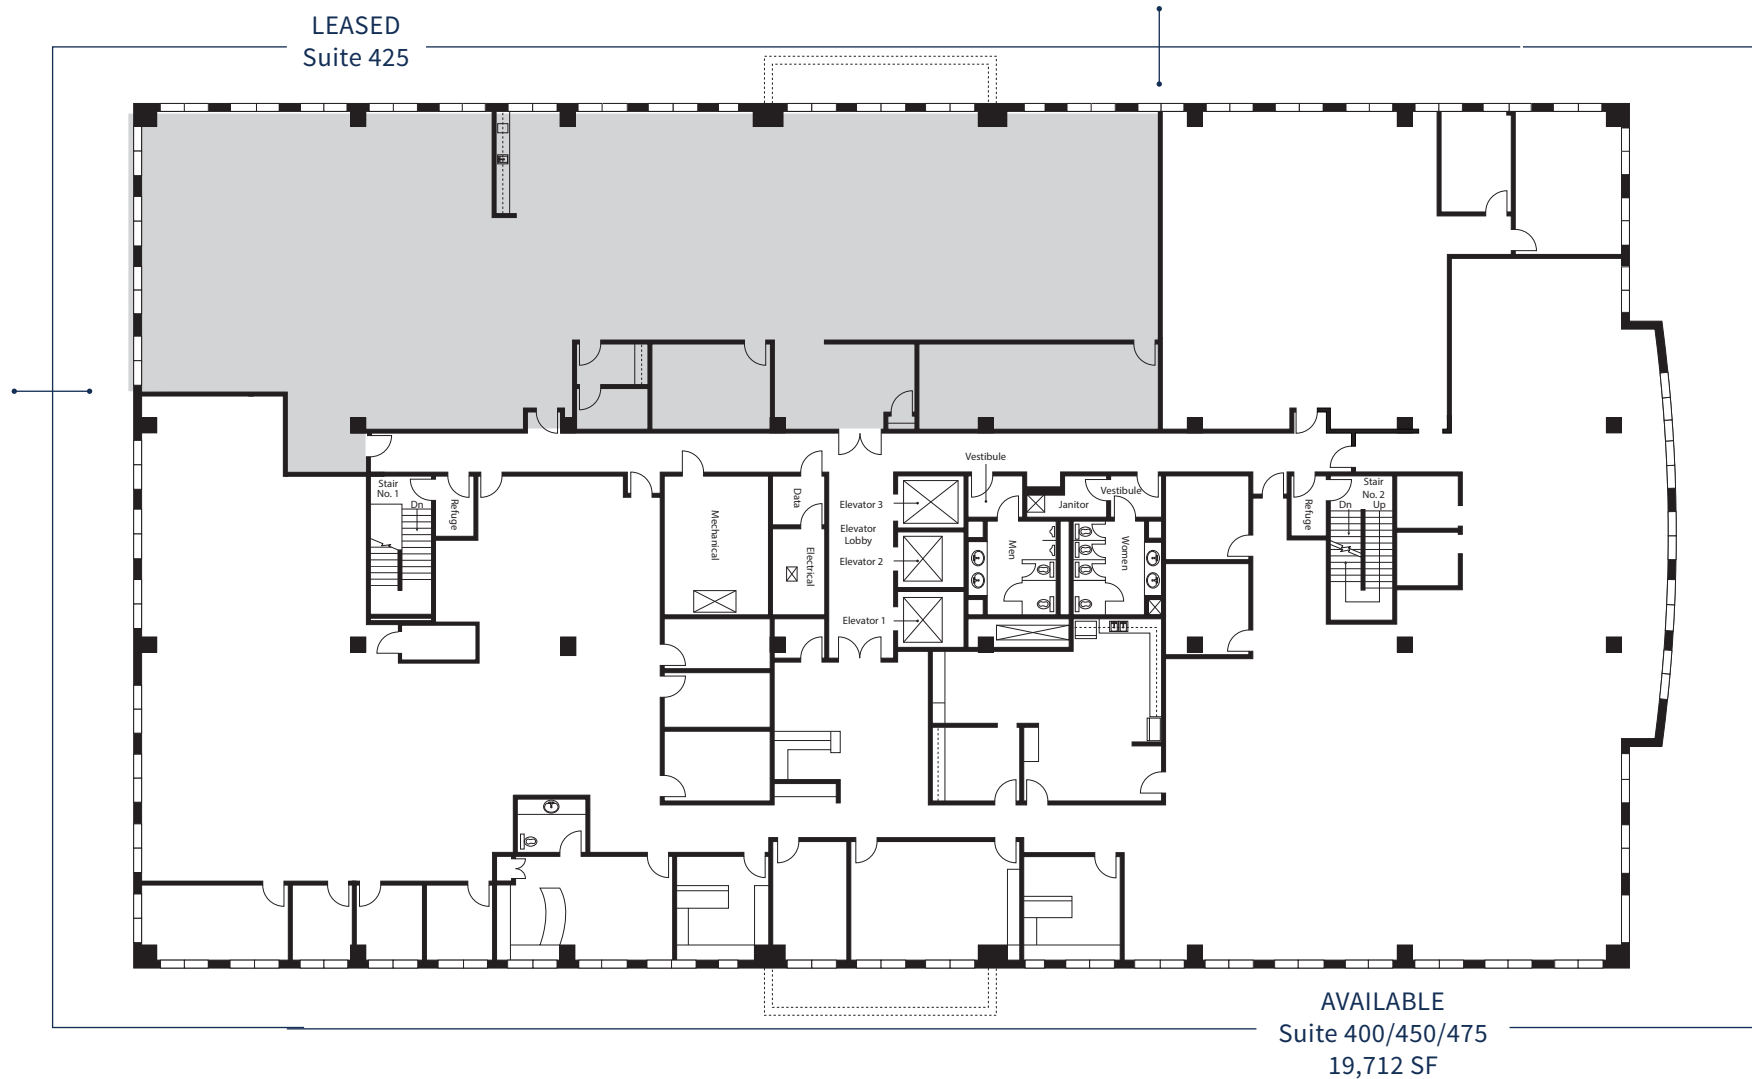 LEASED
Suite 425
Vestibule
Stair
No. 1
Dn
Refuge
Mechanical
Data
Electrical
Elevator 3
Elevator
Lobby
Elevator 2
Elevator 1
Janitor
Vestibule
Men
Women
Refuge
Stair
No. 2
Dn
Up
AVAILABLE
Suite 400/450/475
19,712 SF